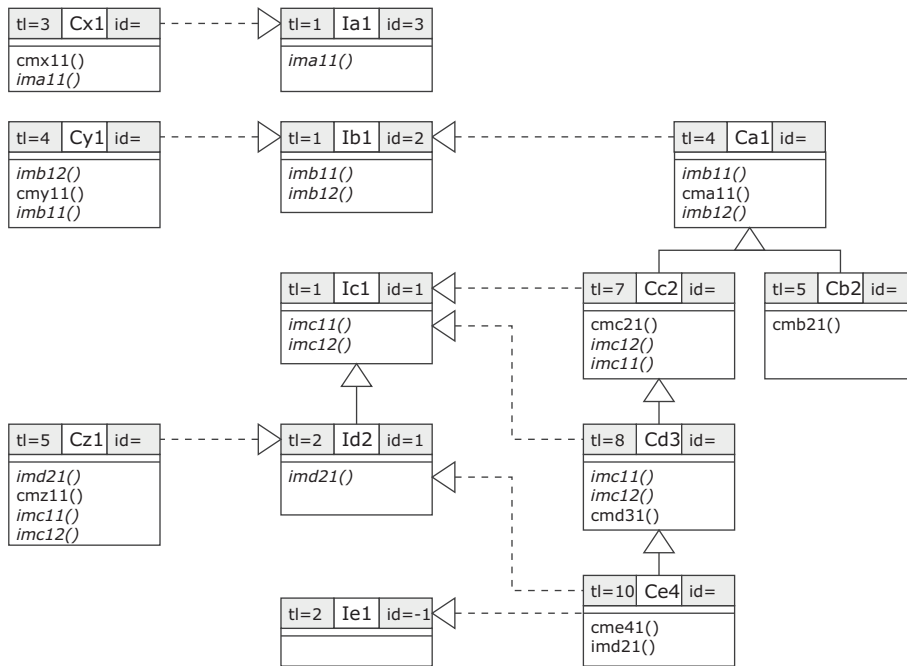 tl=3 Cx1 id=
cmx11()
ima11()
tl=1 Ia1 id=3
ima11()
tl=4 Cy1 id=
imb12()
cmy11()
imb11()
tl=1 Ib1 id=2
imb11()
imb12()
tl=4 Ca1 id=
imb11()
cma11()
imb12()
tl=1 Ic1 id=1
imc11()
imc12()
tl=7 Cc2 id=
cmc21()
imc12()
imc11()
tl=5 Cb2 id=
cmb21()
tl=5 Cz1 id=
imd21()
cmz11()
imc11()
imc12()
tl=2 Id2 id=1
imd21()
tl=8 Cd3 id=
imc11()
imc12()
cmd31()
tl=2 Ie1 id=-1
tl=10 Ce4 id=
cme41()
imd21()